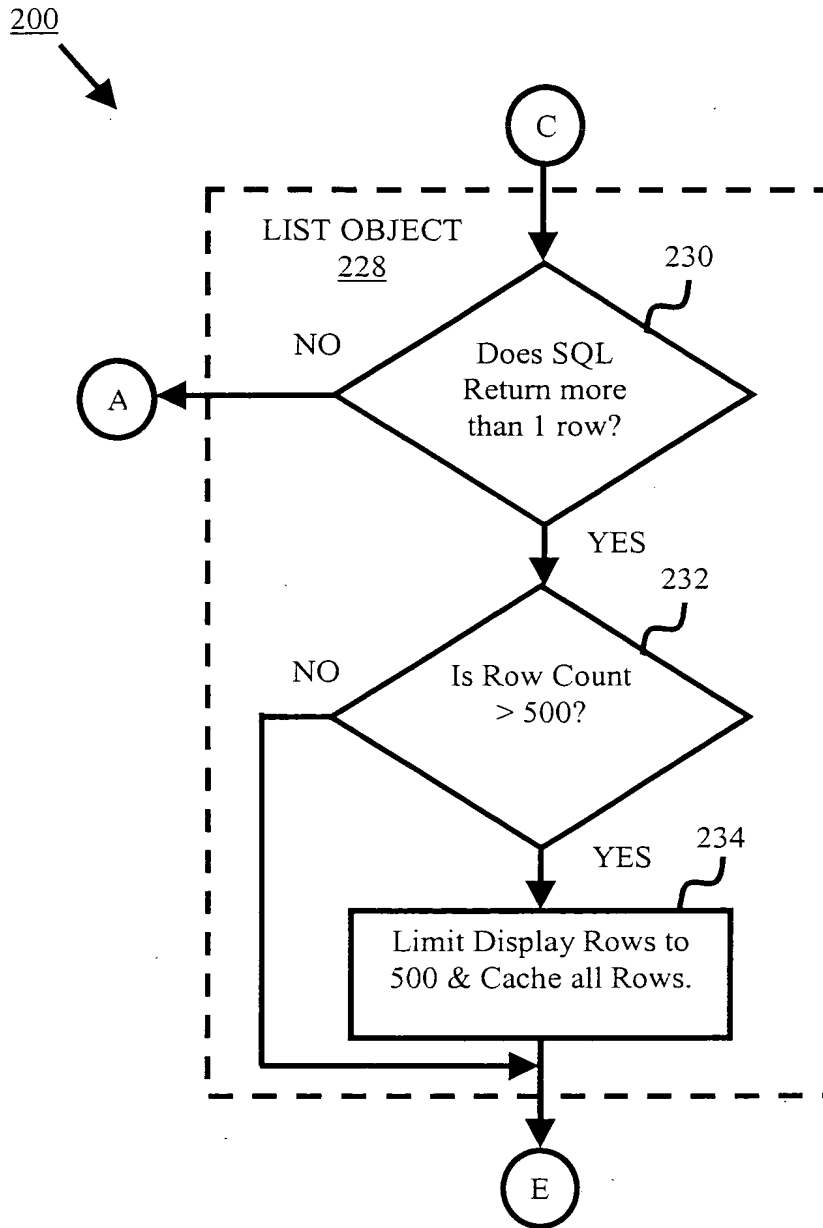 200
C
LIST OBJECT
228
230
NO
Does SQL
Return more
than 1 row?
A
YES
232
NO
Is Row Count
> 500?
YES
234
Limit Display Rows to
500 & Cache all Rows.
E